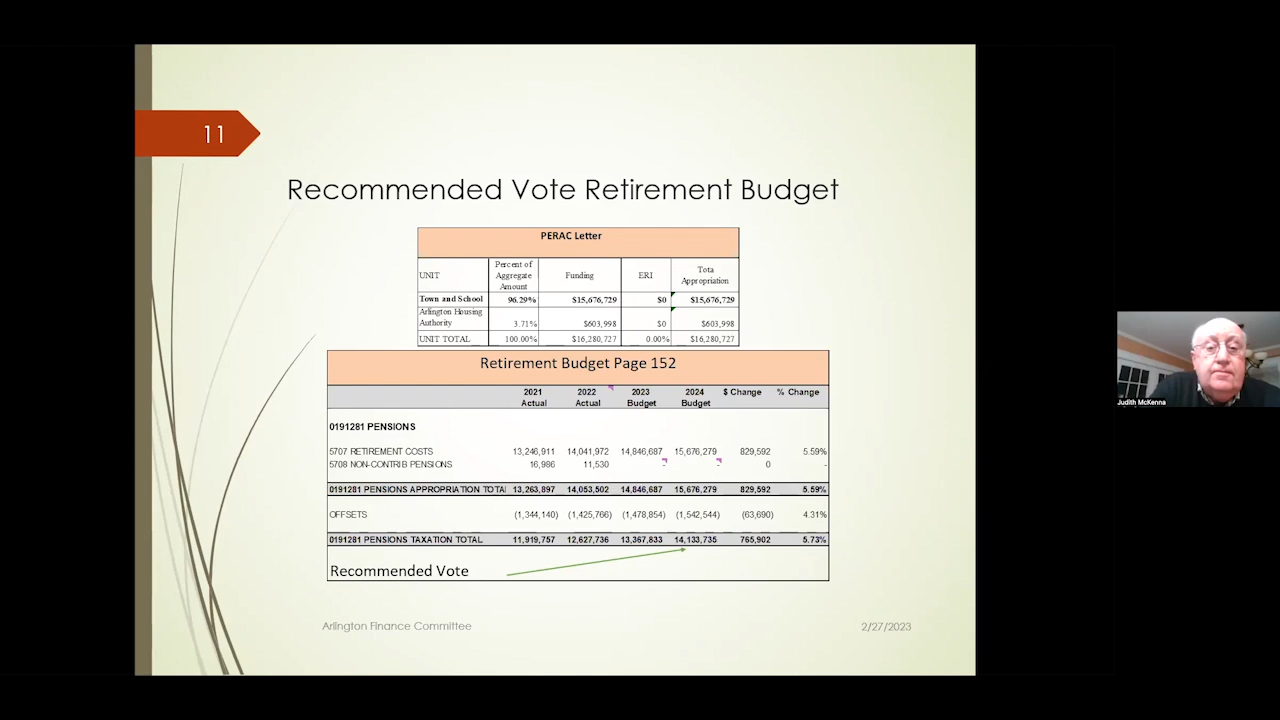 11
Recommended Vote Retirement Budget
PERAC Letter
UNIT Percent of Aggregate Amount Funding ERI Tota Appropriation
Town and School 96.29% $15,676,729 $0 $15,676,729
Arlington Housing Authority 3.71% $603,998 $0 $603,998
UNIT TOTAL 100.00% $16,280,727 0.00% $16,280,727
Retirement Budget Page 152
2021 2022 2023 2024 $ Change % Change
Actual Actual Budget Budget
0191281 PENSIONS
5707 RETIREMENT COSTS 13,246,911 14,041,972 14,846,687 15,676,279 829,592 5.59%
5708 NON-CONTRIB PENSIONS 16,986 11,530 - - 0 -
0191281 PENSIONS APPROPRIATION TOTA 13,263,897 14,053,502 14,846,687 15,676,279 829,592 5.59%
OFFSETS (1,344,140) (1,425,766) (1,478,854) (1,542,544) (63,690) 4.31%
0191281 PENSIONS TAXATION TOTAL 11,919,757 12,627,736 13,367,833 14,133,735 765,902 5.73%
Recommended Vote
Arlington Finance Committee 2/27/2023
Judith McKenna